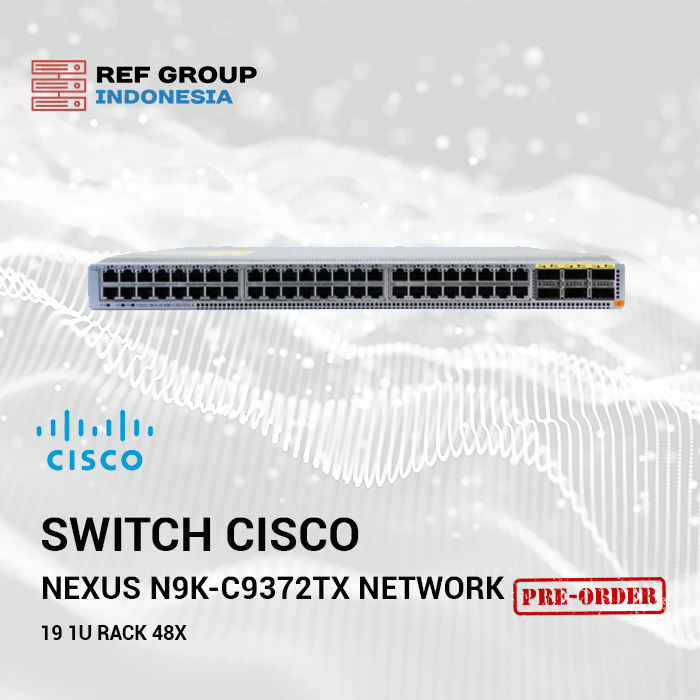 REF GROUP
INDONESIA
CISCO
SWITCH CISCO
NEXUS N9K-C9372TX NETWORK
PRE-ORDER
19 1U RACK 48X